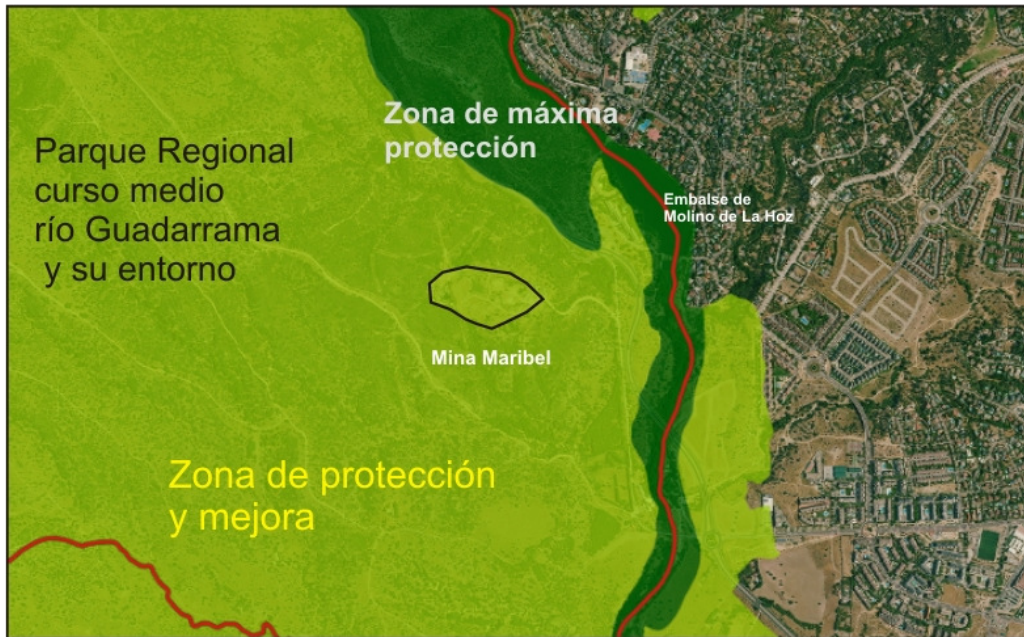 Zona de máxima
protección
Parque Regional
curso medio
río Guadarrama
y su entorno
Embalse de
Molino de La Hoz
Mina Maribel
Zona de protección
y mejora